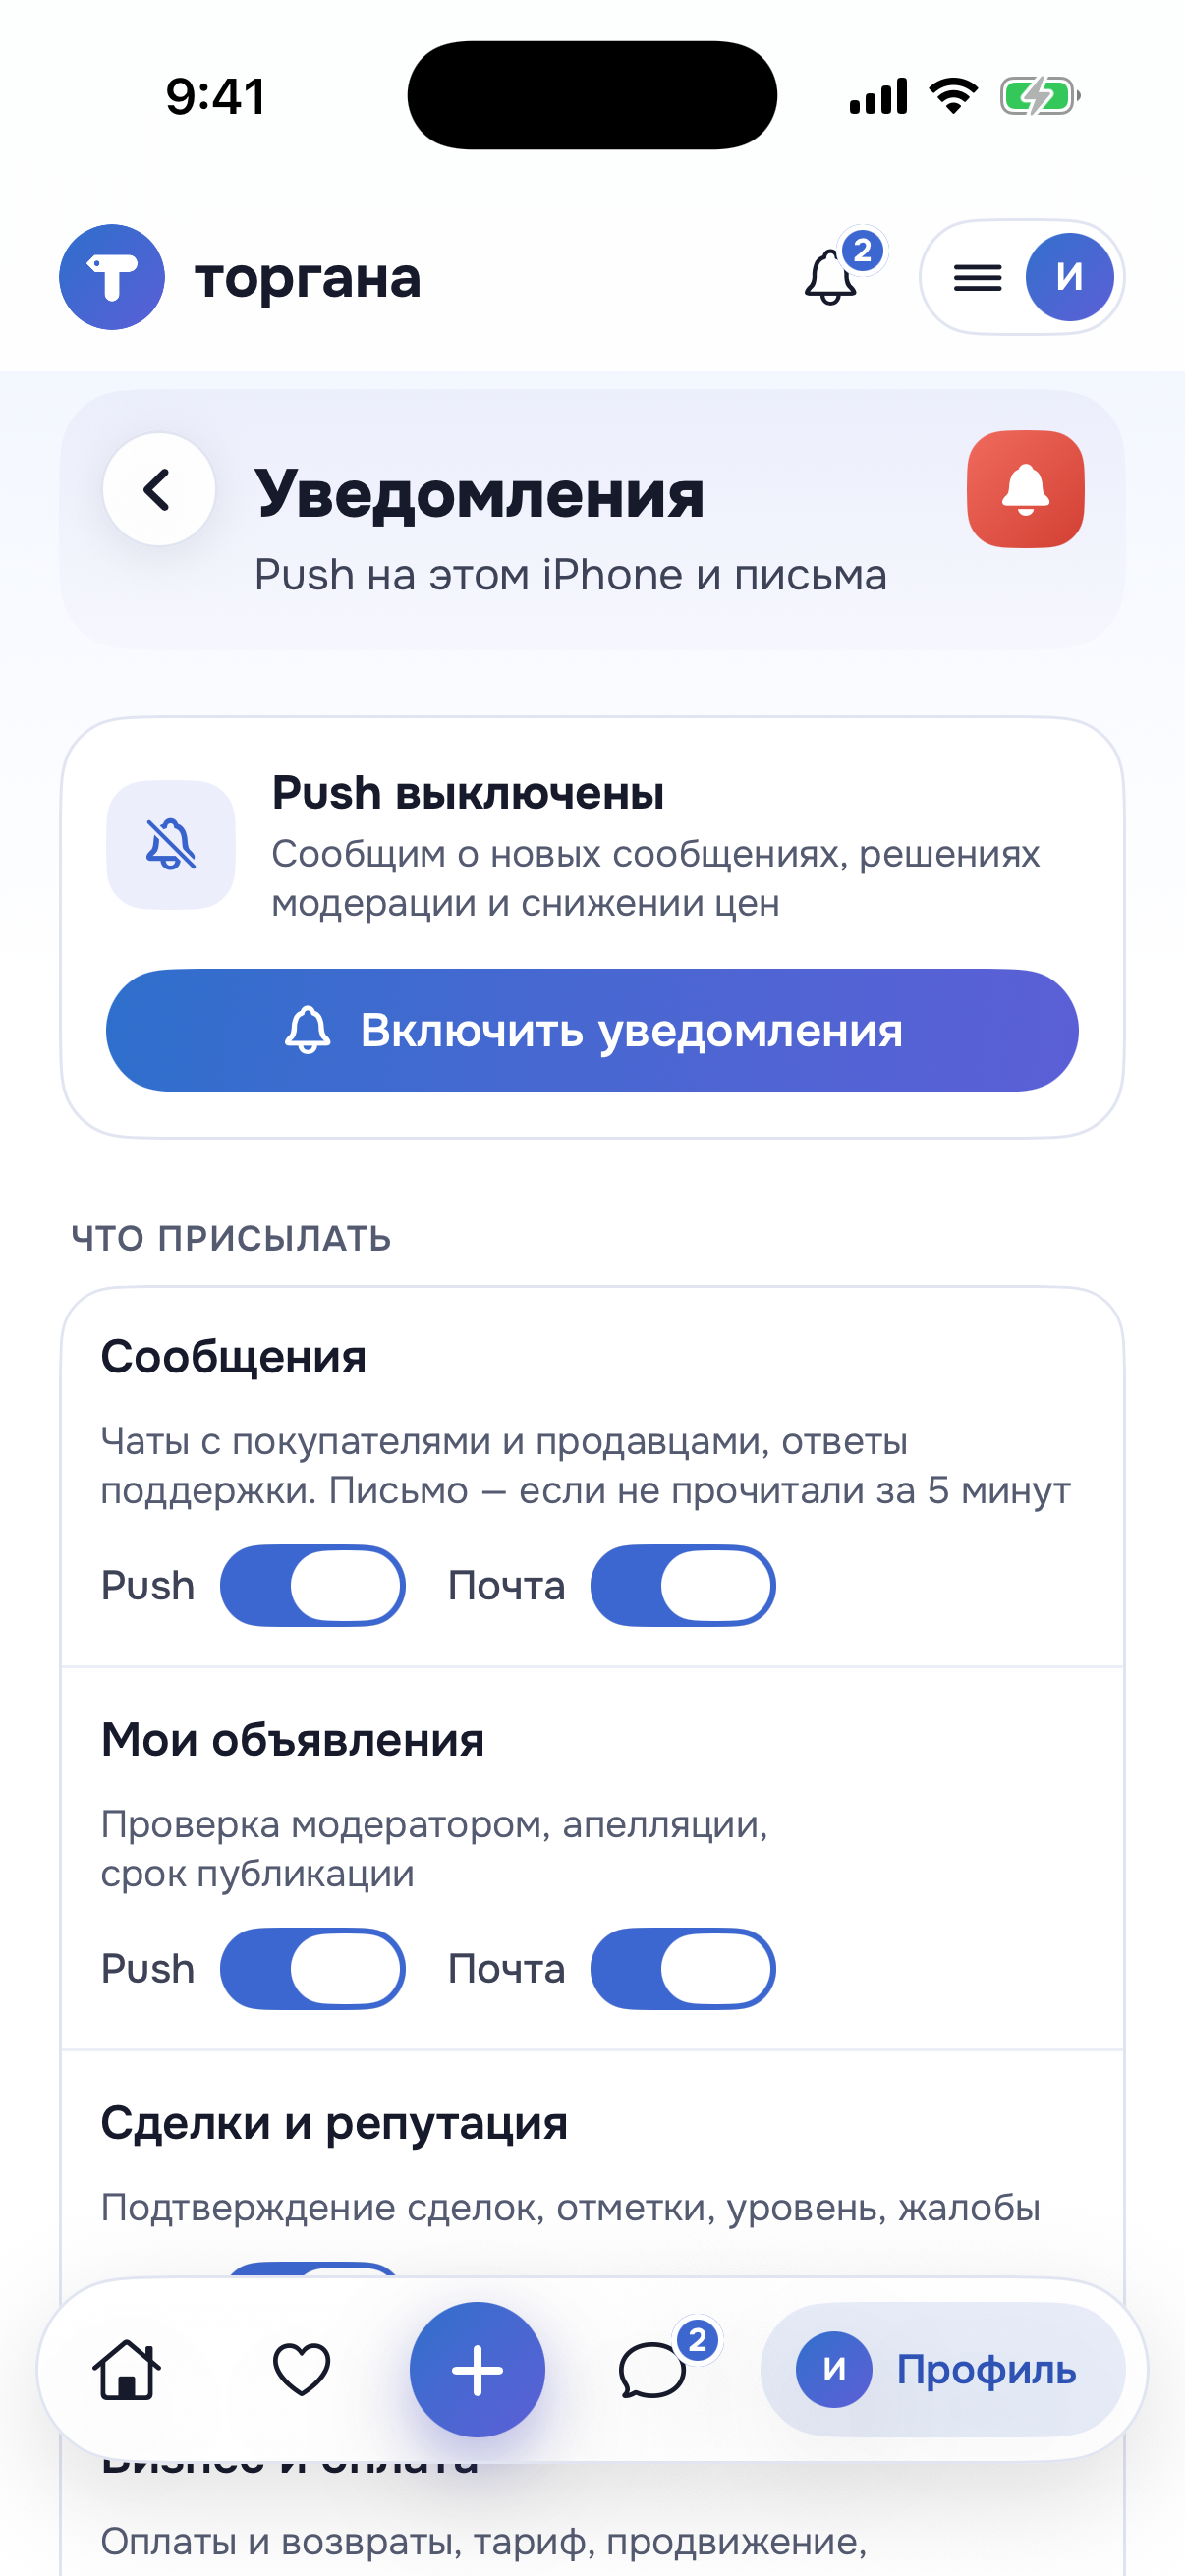 9:41
торгана
2
И
Уведомления
Push на этом iPhone и письма
Push выключены
Сообщим о новых сообщениях, решениях
модерации и снижении цен
Включить уведомления
ЧТО ПРИСЫЛАТЬ
Сообщения
Чаты с покупателями и продавцами, ответы
поддержки. Письмо — если не прочитали за 5 минут
Push Почта
Мои объявления
Проверка модератором, апелляции,
срок публикации
Push Почта
Сделки и репутация
Подтверждение сделок, отметки, уровень, жалобы
2
И Профиль
Бизнес и оплата
Оплаты и возвраты, тариф, продвижение,